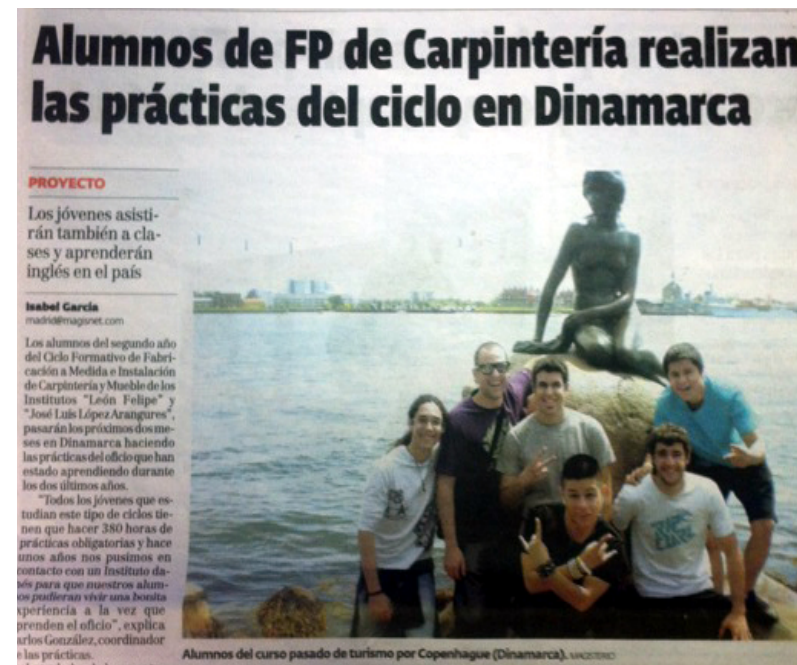 Alumnos de FP de Carpintería realizan
las prácticas del ciclo en Dinamarca
PROYECTO
Los jóvenes asisti-
rán también a cla-
ses y aprenderán
inglés en el país
Isabel García
madrid@magisnet.com
Los alumnos del segundo año
del Ciclo Formativo de Fabri-
cación a Medida e Instalación
de Carpintería y Mueble de los
Institutos "León Felipe" y
"José Luis López Arangures",
pasarán los próximos dos me-
ses en Dinamarca haciendo
las prácticas del oficio que han
estado aprendiendo durante
los dos últimos años.
"Todos los jóvenes que es-
tudian este tipo de ciclos tie-
nen que hacer 380 horas de
prácticas obligatorias y hace
unos años nos pusimos en
contacto con un Instituto da-
nés para que nuestros alum-
os pudieran vivir una bonita
xperiencia a la vez que
prenden el oficio", explica
arlos González, coordinador
e las prácticas.
Alumnos del curso pasado de turismo por Copenhague (Dinamarca). MAGISTERIO